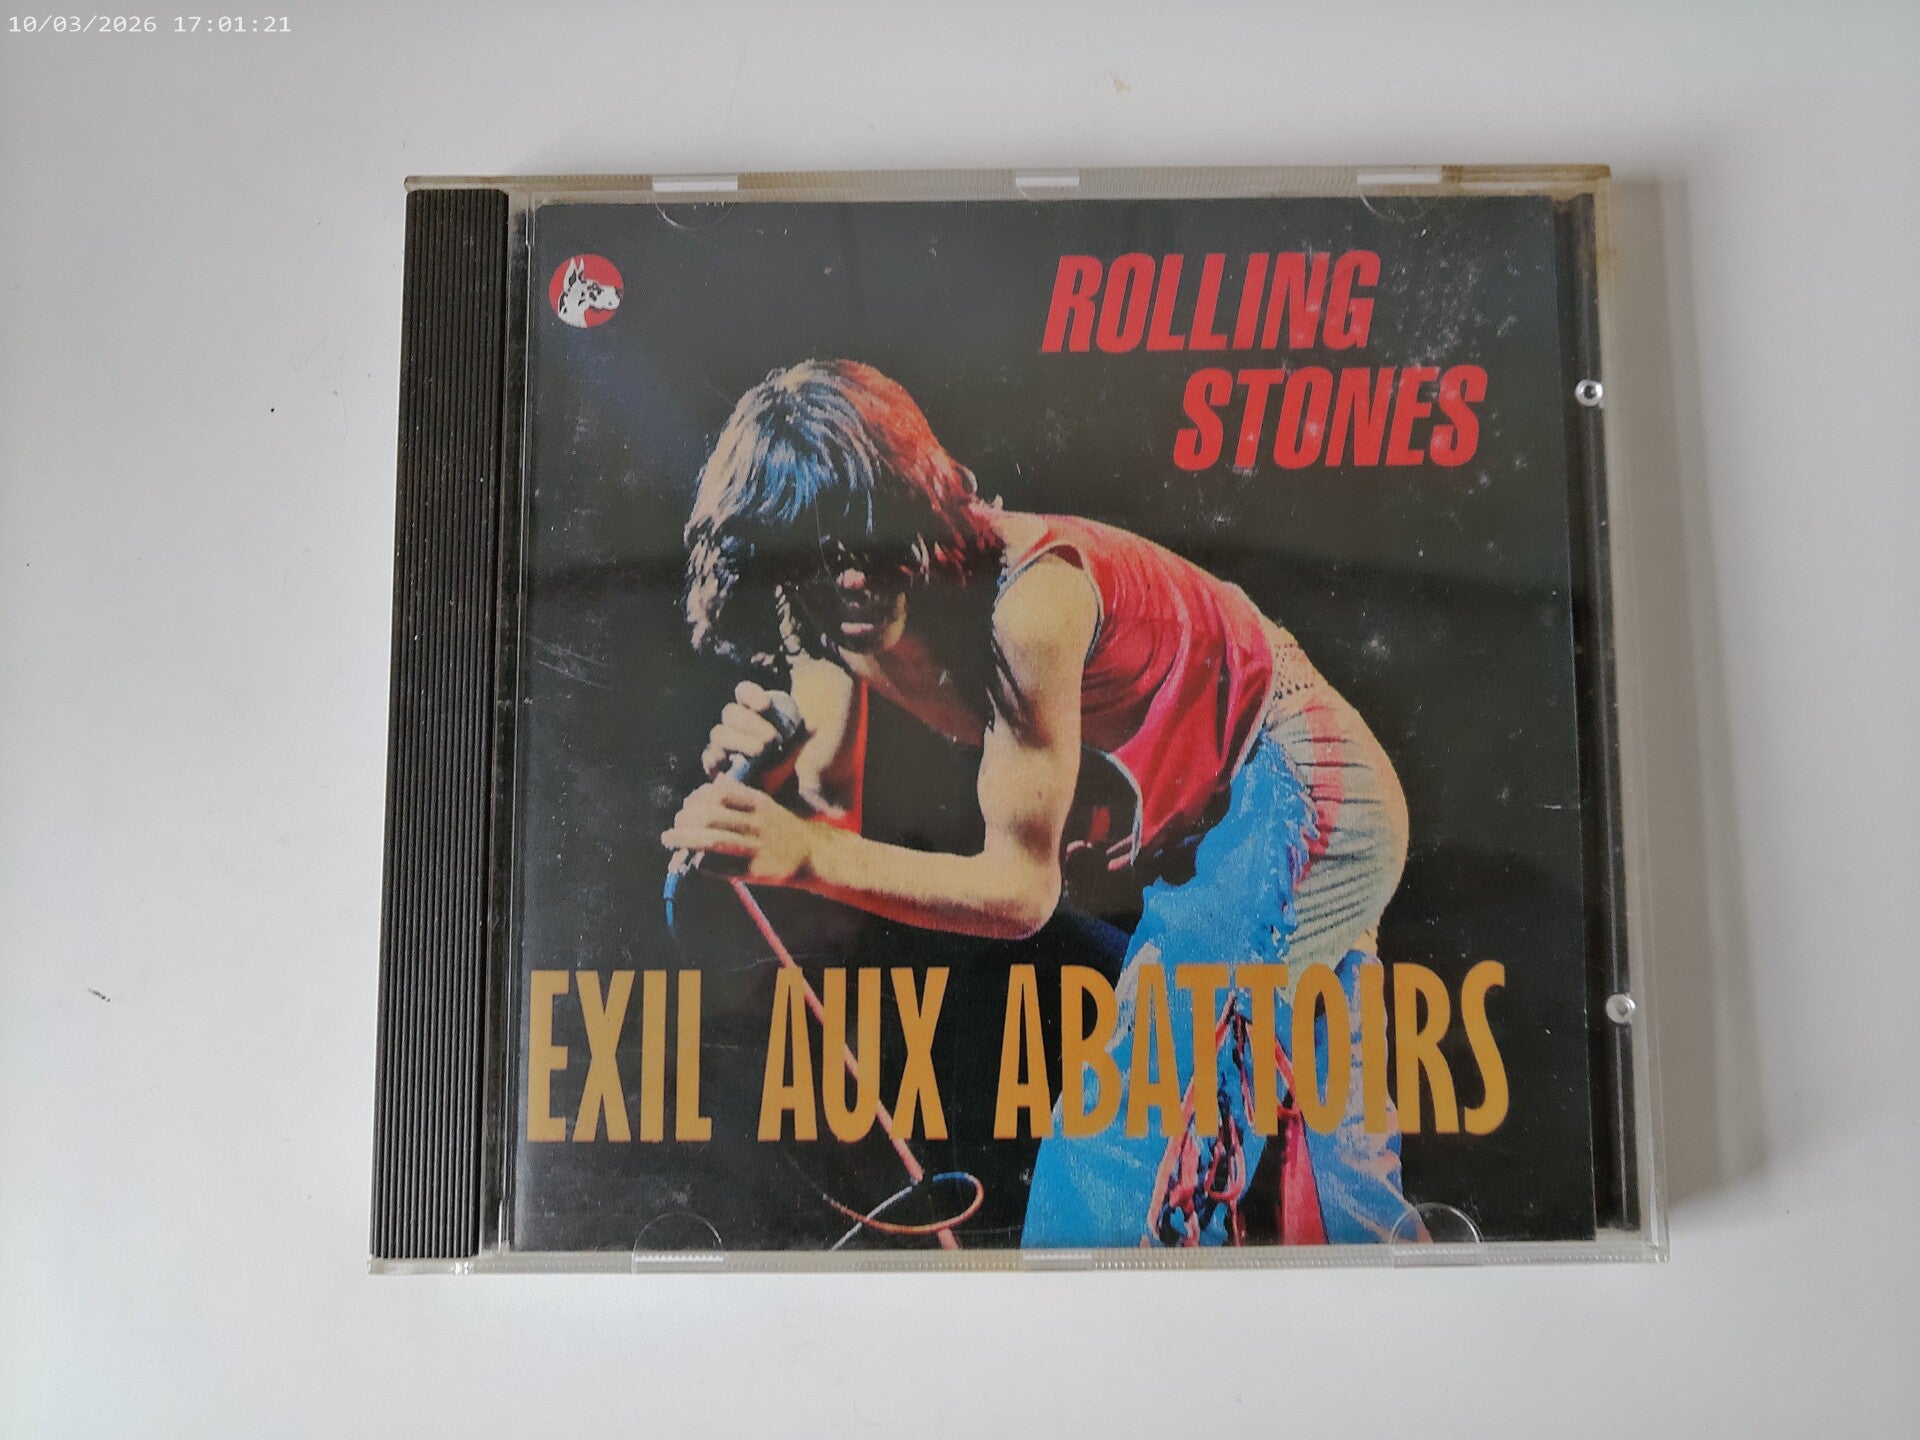 10/03/2026 17:01:21
ROLLING
STONES
EXIL AUX ABATTOIRS